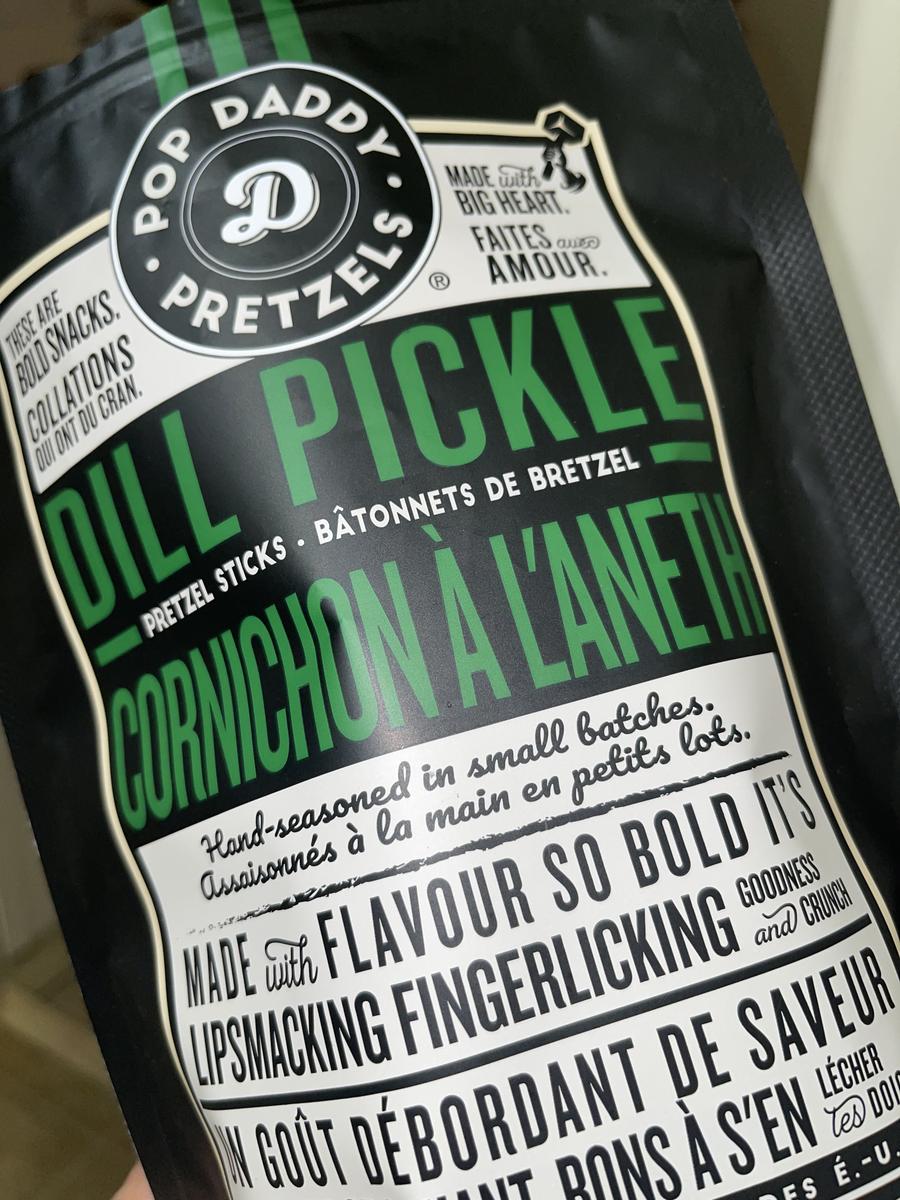 POP DADDY
D
PRETZELS
®
MADE with
BIG HEART.
FAITES avec
AMOUR.
THESE ARE
BOLD SNACKS.
COLLATIONS
QUI ONT DU CRAN.
DILL PICKLE
PRETZEL STICKS • BÂTONNETS DE BRETZEL
CORNICHON À L'ANETH
Hand-seasoned in small batches.
Assaisonnés à la main en petits lots.
MADE with FLAVOUR SO BOLD IT'S
LIPSMACKING FINGERLICKING GOODNESS and CRUNCH
UN GOÛT DÉBORDANT DE SAVEUR
BONS À S'EN LÉCHER les
DES É.-U.